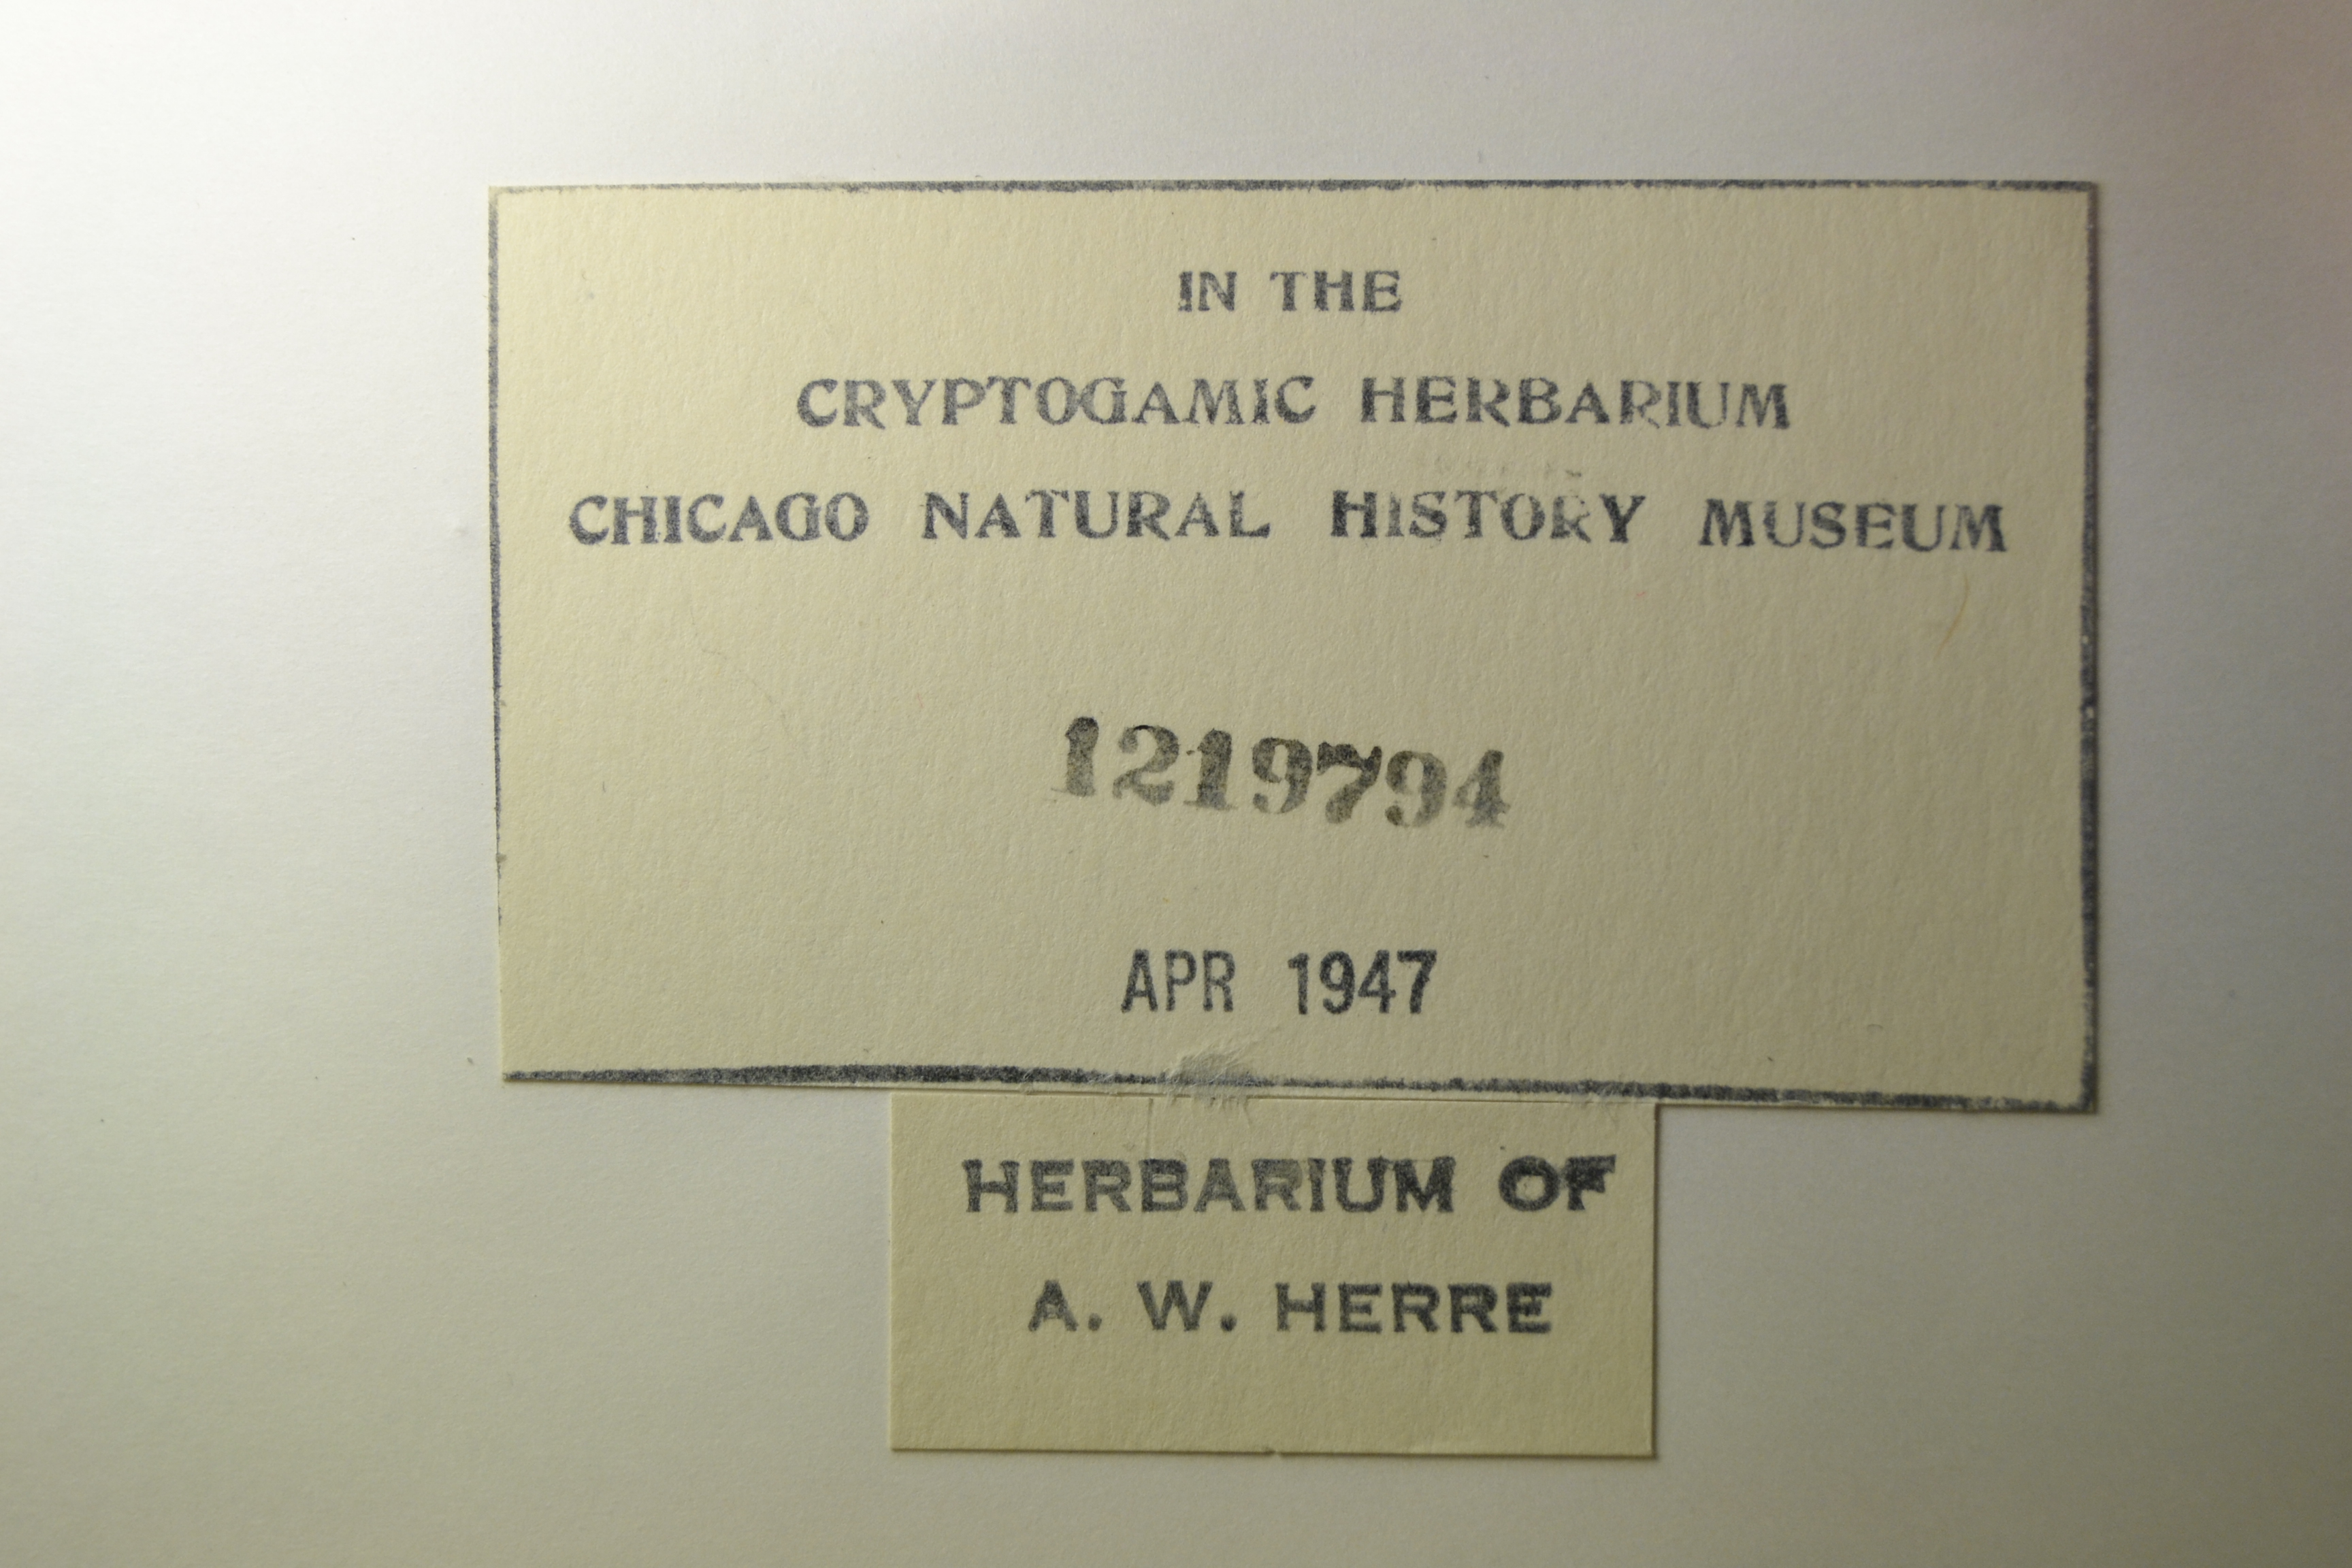 IN THE
CRYPTOGAMIC HERBARIUM
CHICAGO NATURAL HISTORY MUSEUM
1219794
APR 1947
HERBARIUM OF
A. W. HERRE